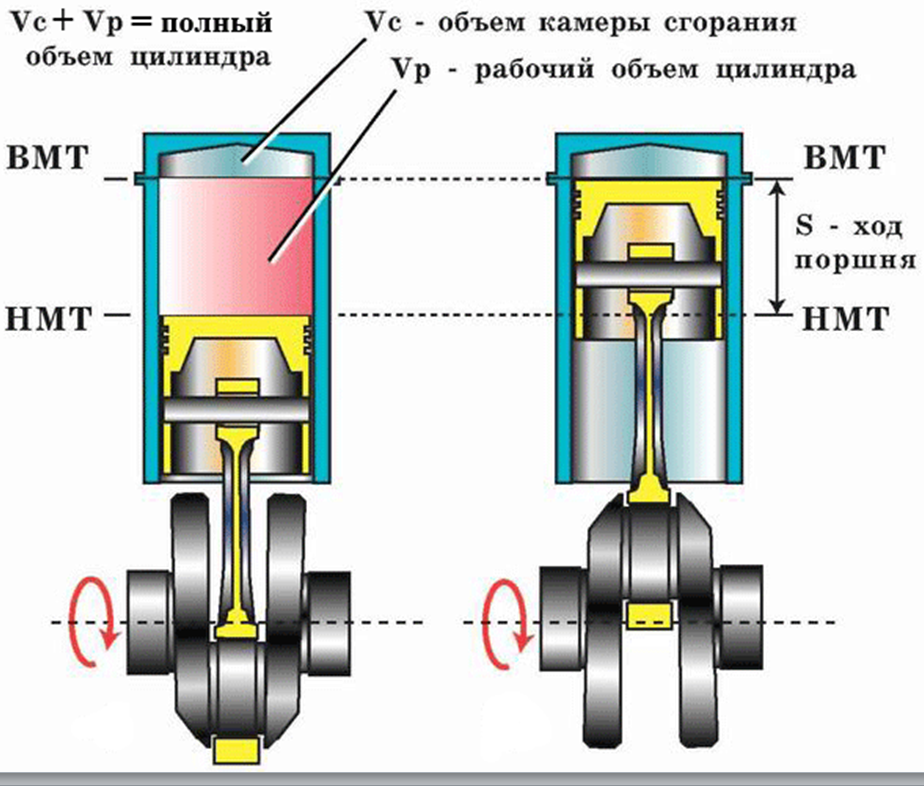 Vc + Vp = полный
объем цилиндра
Vc - объем камеры сгорания
Vp - рабочий объем цилиндра
ВМТ
ВМТ
S - ход
поршня
НМТ
НМТ